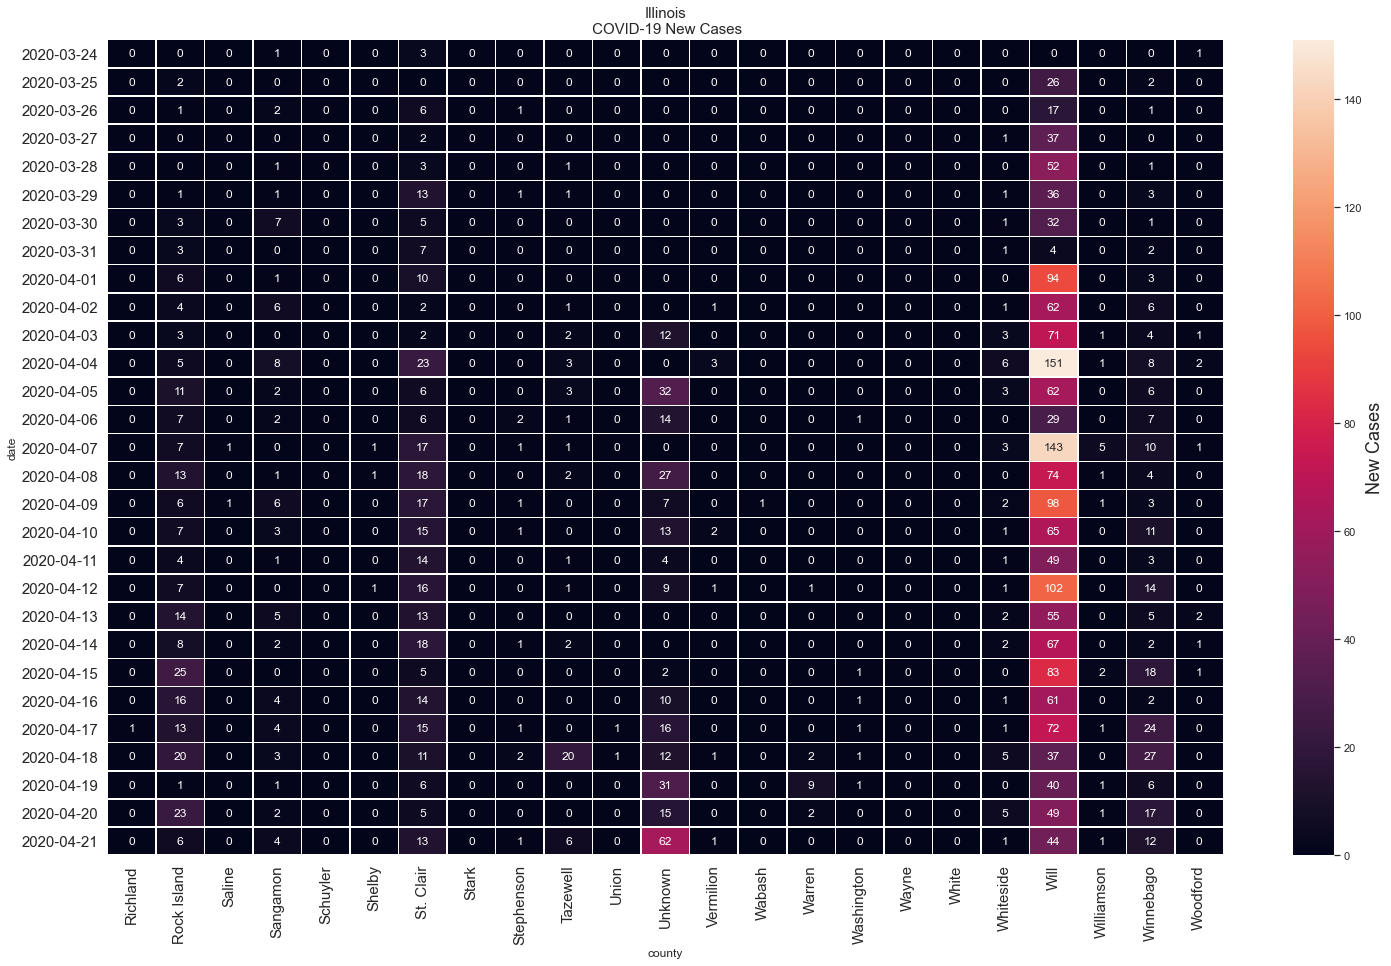 Illinois
COVID-19 New Cases
2020-03-24 0 0 0 1 0 0 3 0 0 0 0 0 0 0 0 0 0 0 0 0 0 0 1
2020-03-25 0 2 0 0 0 0 0 0 0 0 0 0 0 0 0 0 0 0 0 26 0 2 0
2020-03-26 0 1 0 2 0 0 6 0 1 0 0 0 0 0 0 0 0 0 0 17 0 1 0
2020-03-27 0 0 0 0 0 0 2 0 0 0 0 0 0 0 0 0 0 0 1 37 0 0 0
2020-03-28 0 0 0 1 0 0 3 0 0 1 0 0 0 0 0 0 0 0 0 52 0 1 0
2020-03-29 0 1 0 1 0 0 13 0 1 1 0 0 0 0 0 0 0 0 1 36 0 3 0
2020-03-30 0 3 0 7 0 0 5 0 0 0 0 0 0 0 0 0 0 0 1 32 0 1 0
2020-03-31 0 3 0 0 0 0 7 0 0 0 0 0 0 0 0 0 0 0 1 4 0 2 0
2020-04-01 0 6 0 1 0 0 10 0 0 0 0 0 0 0 0 0 0 0 0 94 0 3 0
2020-04-02 0 4 0 6 0 0 2 0 0 1 0 0 1 0 0 0 0 0 1 62 0 6 0
2020-04-03 0 3 0 0 0 0 2 0 0 2 0 12 0 0 0 0 0 0 3 71 1 4 1
2020-04-04 0 5 0 8 0 0 23 0 0 3 0 0 3 0 0 0 0 0 6 151 1 8 2
2020-04-05 0 11 0 2 0 0 6 0 0 3 0 32 0 0 0 0 0 0 3 62 0 6 0
2020-04-06 0 7 0 2 0 0 6 0 2 1 0 14 0 0 0 1 0 0 0 29 0 7 0
2020-04-07 0 7 1 0 0 1 17 0 1 1 0 0 0 0 0 0 0 0 3 143 5 10 1
2020-04-08 0 13 0 1 0 1 18 0 0 2 0 27 0 0 0 0 0 0 0 74 1 4 0
2020-04-09 0 6 1 6 0 0 17 0 1 0 0 7 0 1 0 0 0 0 2 98 1 3 0
2020-04-10 0 7 0 3 0 0 15 0 1 0 0 13 2 0 0 0 0 0 1 65 0 11 0
2020-04-11 0 4 0 1 0 0 14 0 0 1 0 4 0 0 0 0 0 0 1 49 0 3 0
2020-04-12 0 7 0 0 0 1 16 0 0 1 0 9 1 0 1 0 0 0 1 102 0 14 0
2020-04-13 0 14 0 5 0 0 13 0 0 0 0 0 0 0 0 0 0 0 2 55 0 5 2
2020-04-14 0 8 0 2 0 0 18 0 1 2 0 0 0 0 0 0 0 0 2 67 0 2 1
2020-04-15 0 25 0 0 0 0 5 0 0 0 0 2 0 0 0 1 0 0 0 83 2 18 1
2020-04-16 0 16 0 4 0 0 14 0 0 0 0 10 0 0 0 1 0 0 1 61 0 2 0
2020-04-17 1 13 0 4 0 0 15 0 1 0 1 16 0 0 0 1 0 0 1 72 1 24 0
2020-04-18 0 20 0 3 0 0 11 0 2 20 1 12 1 0 2 1 0 0 5 37 0 27 0
2020-04-19 0 1 0 1 0 0 6 0 0 0 0 31 0 0 9 1 0 0 0 40 1 6 0
2020-04-20 0 23 0 2 0 0 5 0 0 0 0 15 0 0 2 0 0 0 5 49 1 17 0
2020-04-21 0 6 0 4 0 0 13 0 1 6 0 62 1 0 0 0 0 0 1 44 1 12 0
date
Richland Rock Island Saline Sangamon Schuyler Shelby St. Clair Stark Stephenson Tazewell Union Unknown Vermilion Wabash Warren Washington Wayne White Whiteside Will Williamson Winnebago Woodford
county
140
120
100
80
60
40
20
0
New Cases